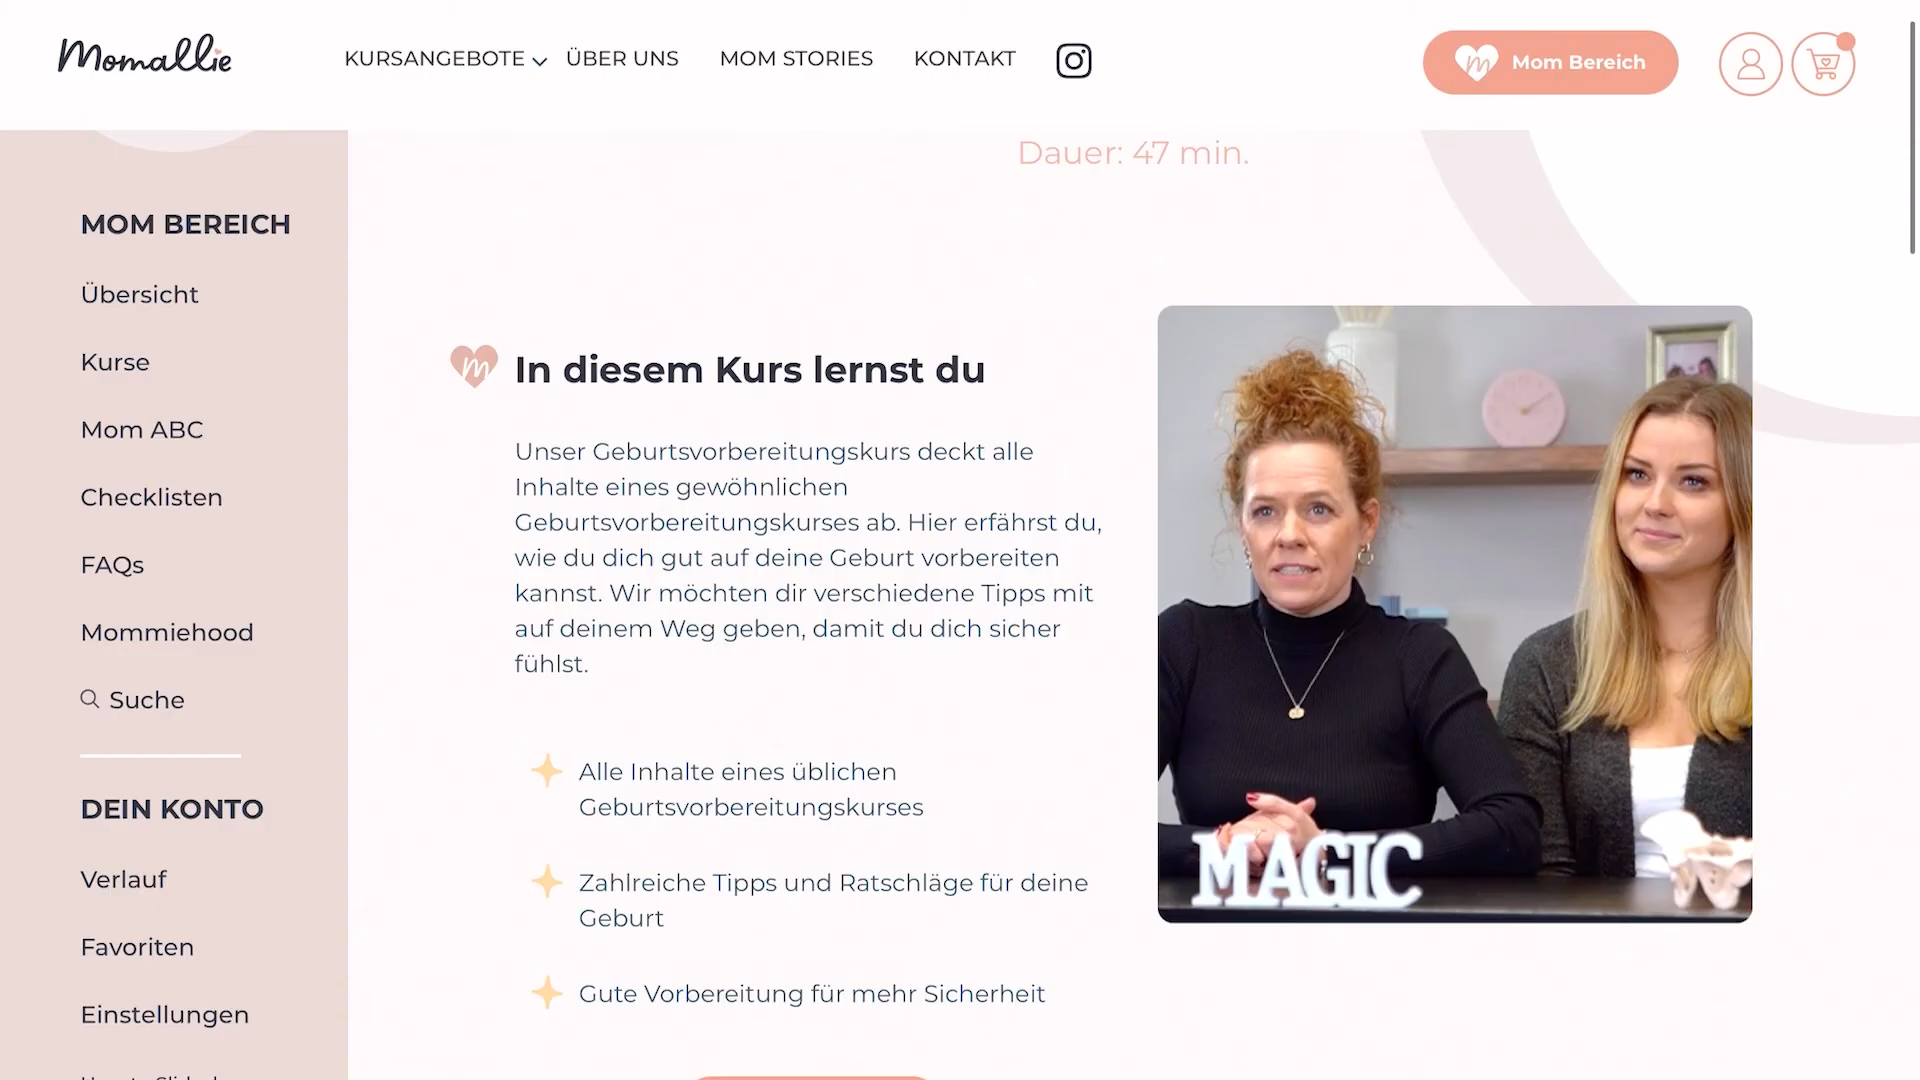 Momallie
KURSANGEBOTE
ÜBER UNS
MOM STORIES
KONTAKT
Mom Bereich
MOM BEREICH
Übersicht
Kurse
Mom ABC
Checklisten
FAQs
Mommiehood
Suche
DEIN KONTO
Verlauf
Favoriten
Einstellungen
Dauer: 47 min.
In diesem Kurs lernst du
Unser Geburtsvorbereitungskurs deckt alle
Inhalte eines gewöhnlichen
Geburtsvorbereitungskurses ab. Hier erfährst du,
wie du dich gut auf deine Geburt vorbereiten
kannst. Wir möchten dir verschiedene Tipps mit
auf deinem Weg geben, damit du dich sicher
fühlst.
Alle Inhalte eines üblichen
Geburtsvorbereitungskurses
Zahlreiche Tipps und Ratschläge für deine
Geburt
Gute Vorbereitung für mehr Sicherheit
MAGIC